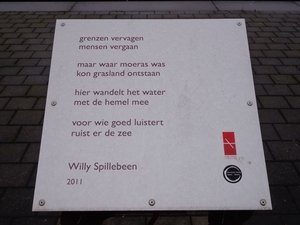 grenzen vervagen
mensen vergaan
maar waar moeras was
kon grasland ontstaan
hier wandelt het water
met de hemel mee
voor wie goed luistert
ruist er de zee
Willy Spillebeen
2011